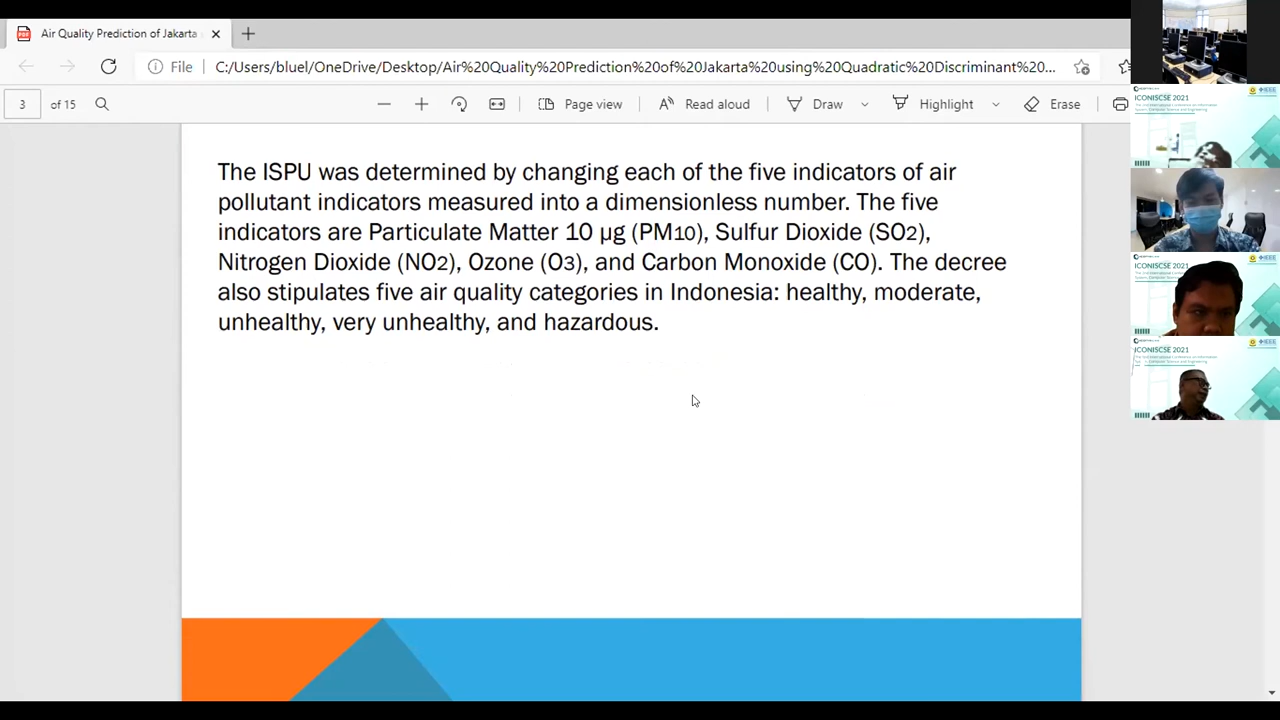 Air Quality Prediction of Jakarta
File
C:/Users/bluel/OneDrive/Desktop/Air%20Quality%20Prediction%20of%20Jakarta%20using%20Quadratic%20Discriminant%20...
3 of 15
Page view
Read aloud
Draw
Highlight
Erase
The ISPU was determined by changing each of the five indicators of air
pollutant indicators measured into a dimensionless number. The five
indicators are Particulate Matter 10 μg (PM10), Sulfur Dioxide (SO2),
Nitrogen Dioxide (NO2), Ozone (O3), and Carbon Monoxide (CO). The decree
also stipulates five air quality categories in Indonesia: healthy, moderate,
unhealthy, very unhealthy, and hazardous.
ICONISCSE 2021
ICONISCSE 2021
ICONISCSE 2021